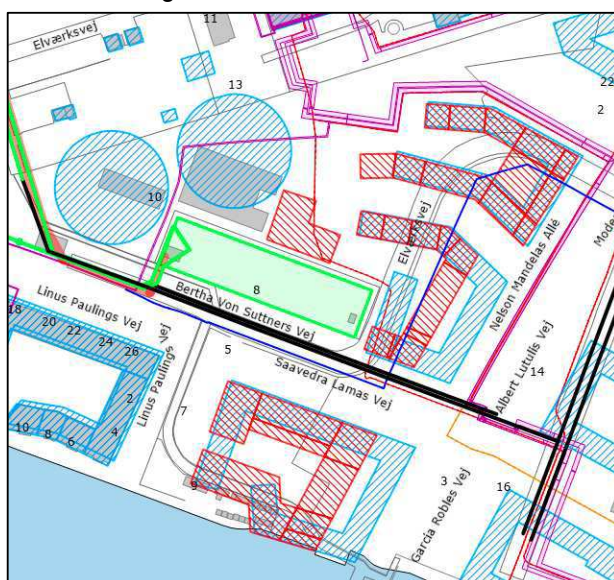 11
Elværksvej
13
22
2
10
Elværksvej
Nelson Mandelas Allé
Mode
8
Bertha Von Suttners Vej
Linus Paulings Vej
18
20
22
24
26
5
Saavedra Lamas Vej
Albert Lutulis Vej
14
Linus Paulings Vej
2
4
7
10
8
6
9
3
16
García Robles Vej